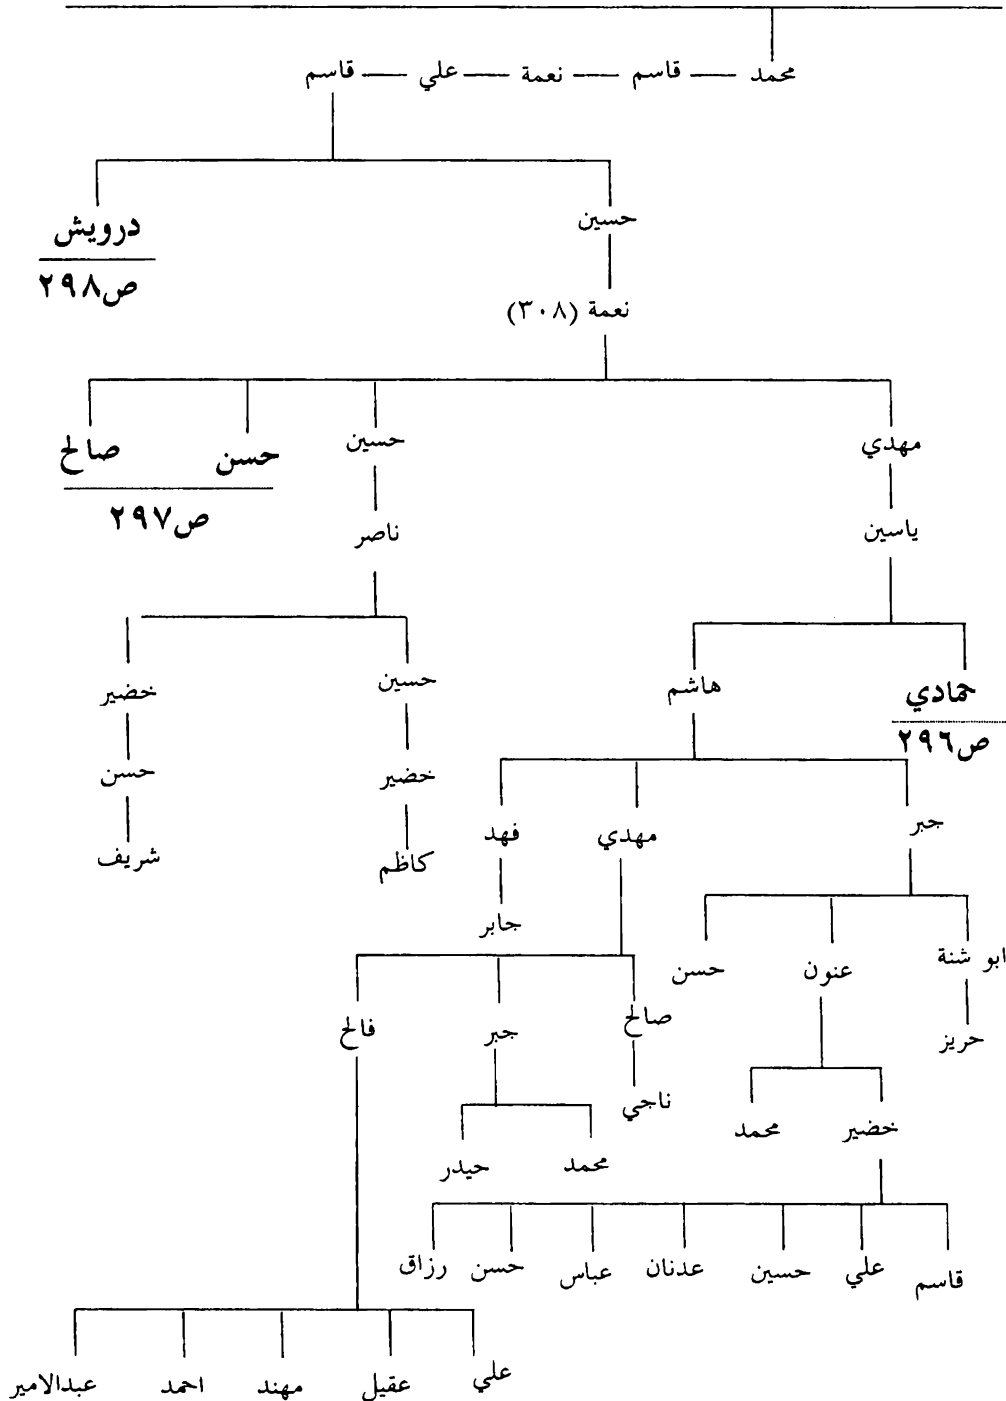 محمد — قاسم — نعمة — علي — قاسم
حسين درويش
ص٢٩٨
نعمة (٣٠٨)
مهدي حسين حسن صالح
ص٢٩٧
ياسين ناصر
حمادي هاشم حسين خضير
ص٢٩٦
خضير حسن
جبر مهدي فهد كاظم شريف
جابر
ابو شنة عنون حسن
صالح جبر فالح
حريز
ناجي
خضير محمد
محمد حيدر
قاسم علي حسين عدنان عباس حسن رزاق
علي عقيل مهند احمد عبدالامير